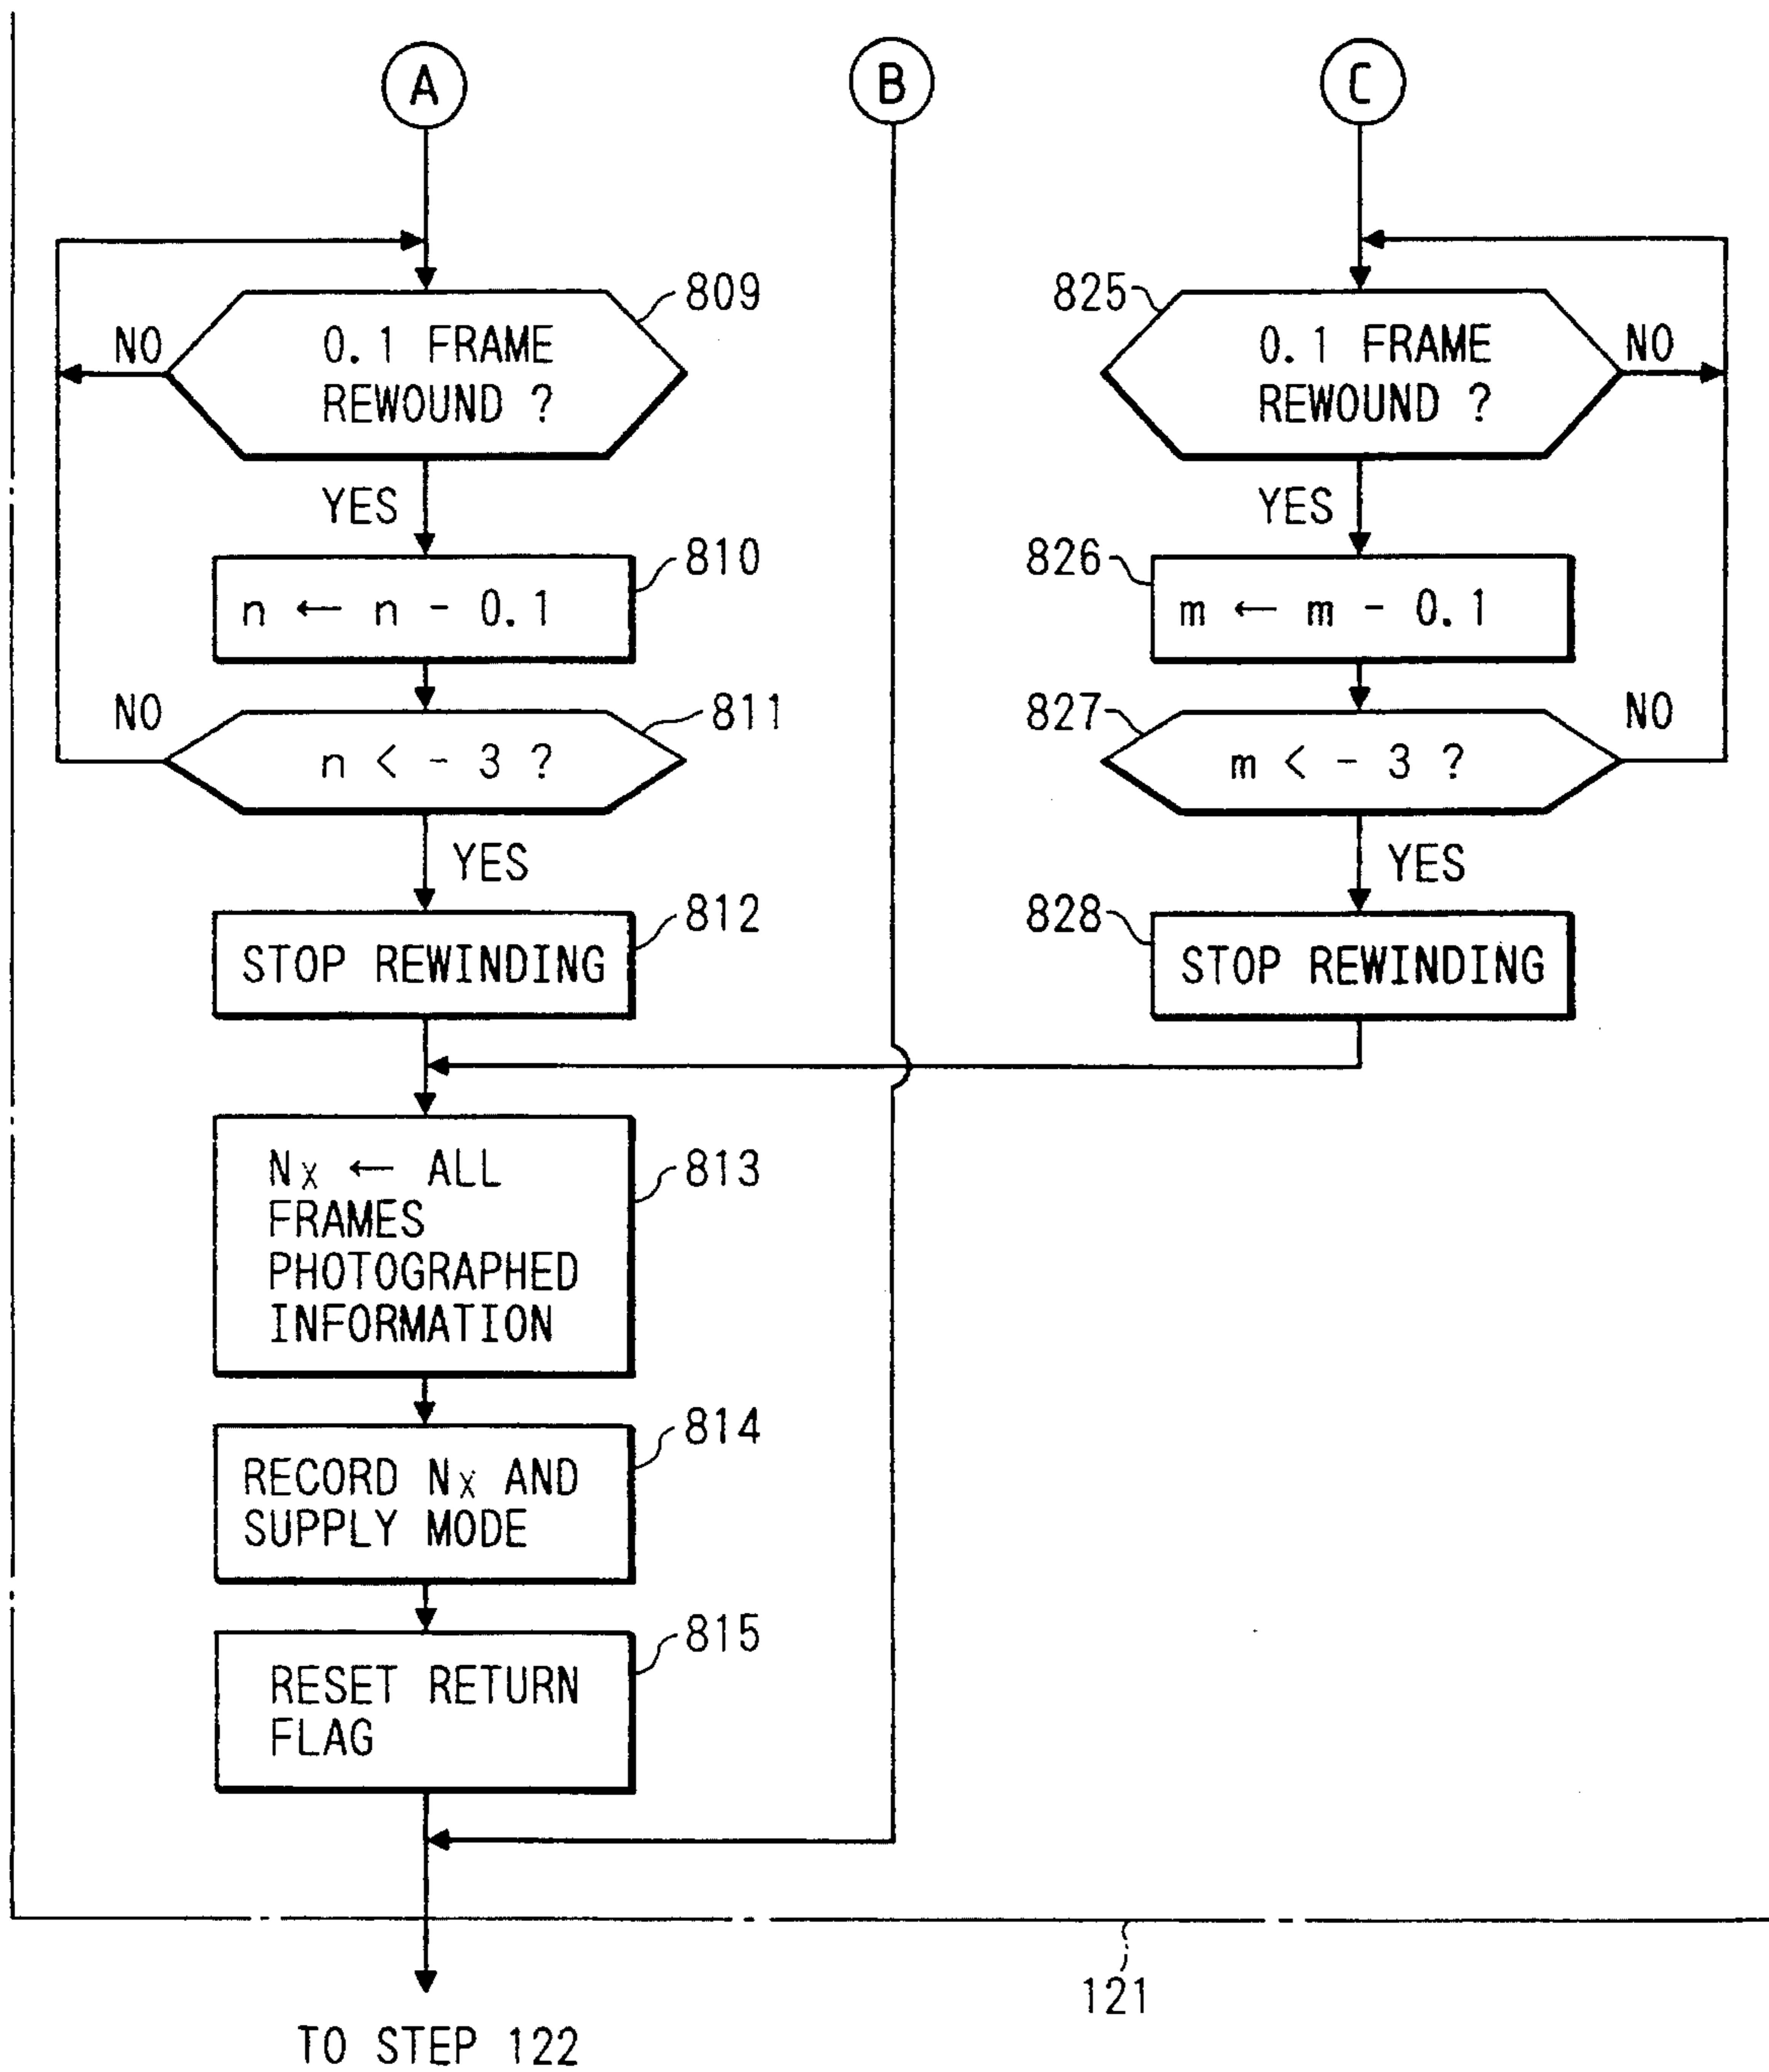 A
B
C
809
0.1 FRAME
REWOUND ?
NO
YES
810
n ← n - 0.1
811
n < - 3 ?
NO
YES
812
STOP REWINDING
825
0.1 FRAME
REWOUND ?
NO
YES
826
m ← m - 0.1
827
m < - 3 ?
NO
YES
828
STOP REWINDING
813
Nx ← ALL
FRAMES
PHOTOGRAPHED
INFORMATION
814
RECORD Nx AND
SUPPLY MODE
815
RESET RETURN
FLAG
121
TO STEP 122